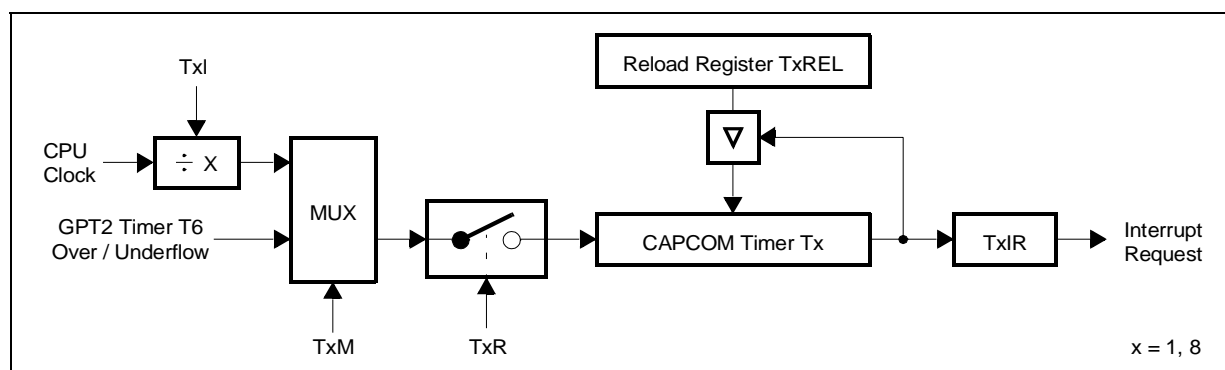 TxI
Reload Register TxREL
CPU
Clock
÷ X
MUX
GPT2 Timer T6
Over / Underflow
CAPCOM Timer Tx
TxIR
Interrupt
Request
TxM
TxR
x = 1, 8